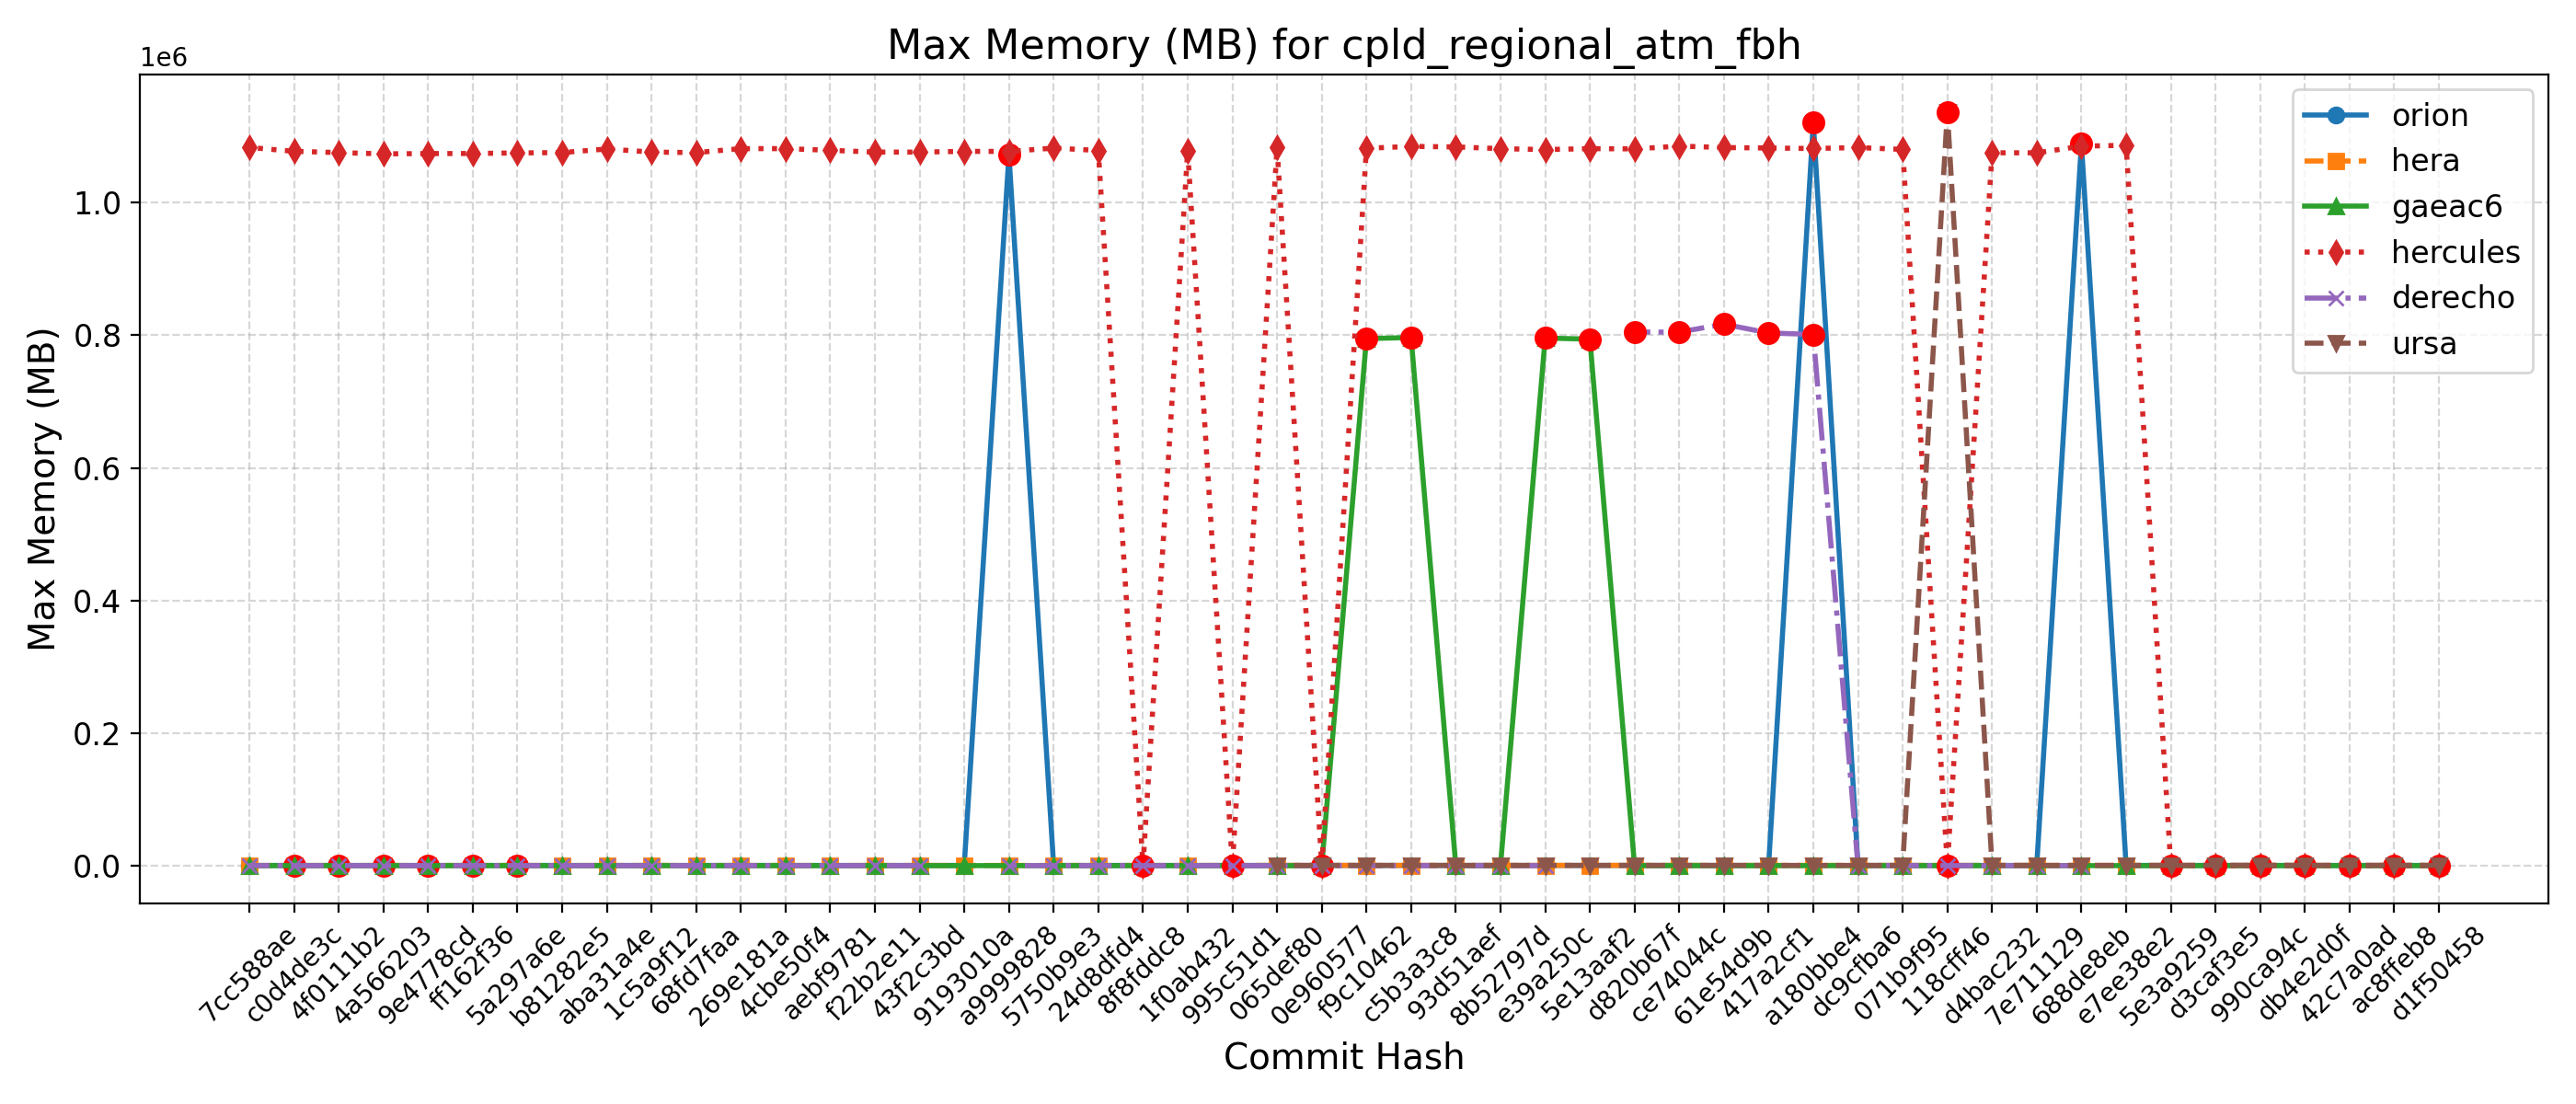 Max Memory (MB) for cpld_regional_atm_fbh
1e6
1.0
0.8
0.6
0.4
0.2
0.0
Max Memory (MB)
orion
hera
gaeac6
hercules
derecho
ursa
7cc588ae
c0d4de3c
4f0111b2
4a566203
9e4778cd
ff162f36
5a297a6e
b81282e5
aba31a4e
1c5a9f12
68fd7faa
269e181a
4cbe50f4
aebf9781
f22b2e11
43f2c3bd
9193010a
a9999828
5750b9e3
24d8dfd4
8f8fddc8
1f0ab432
995c51d1
065def80
0e960577
f9c10462
c5b3a3c8
93d51aef
8b52797d
e39a250c
5e13aaf2
d820b67f
ce74044c
61e54d9b
417a2cf1
a180bbe4
dc9cfba6
071b9f95
118cff46
d4bac232
7e711129
688de8eb
e7ee38e2
5e3a9259
d3caf3e5
990ca94c
db4e2d0f
42c7a0ad
ac8ffeb8
d1f50458
Commit Hash